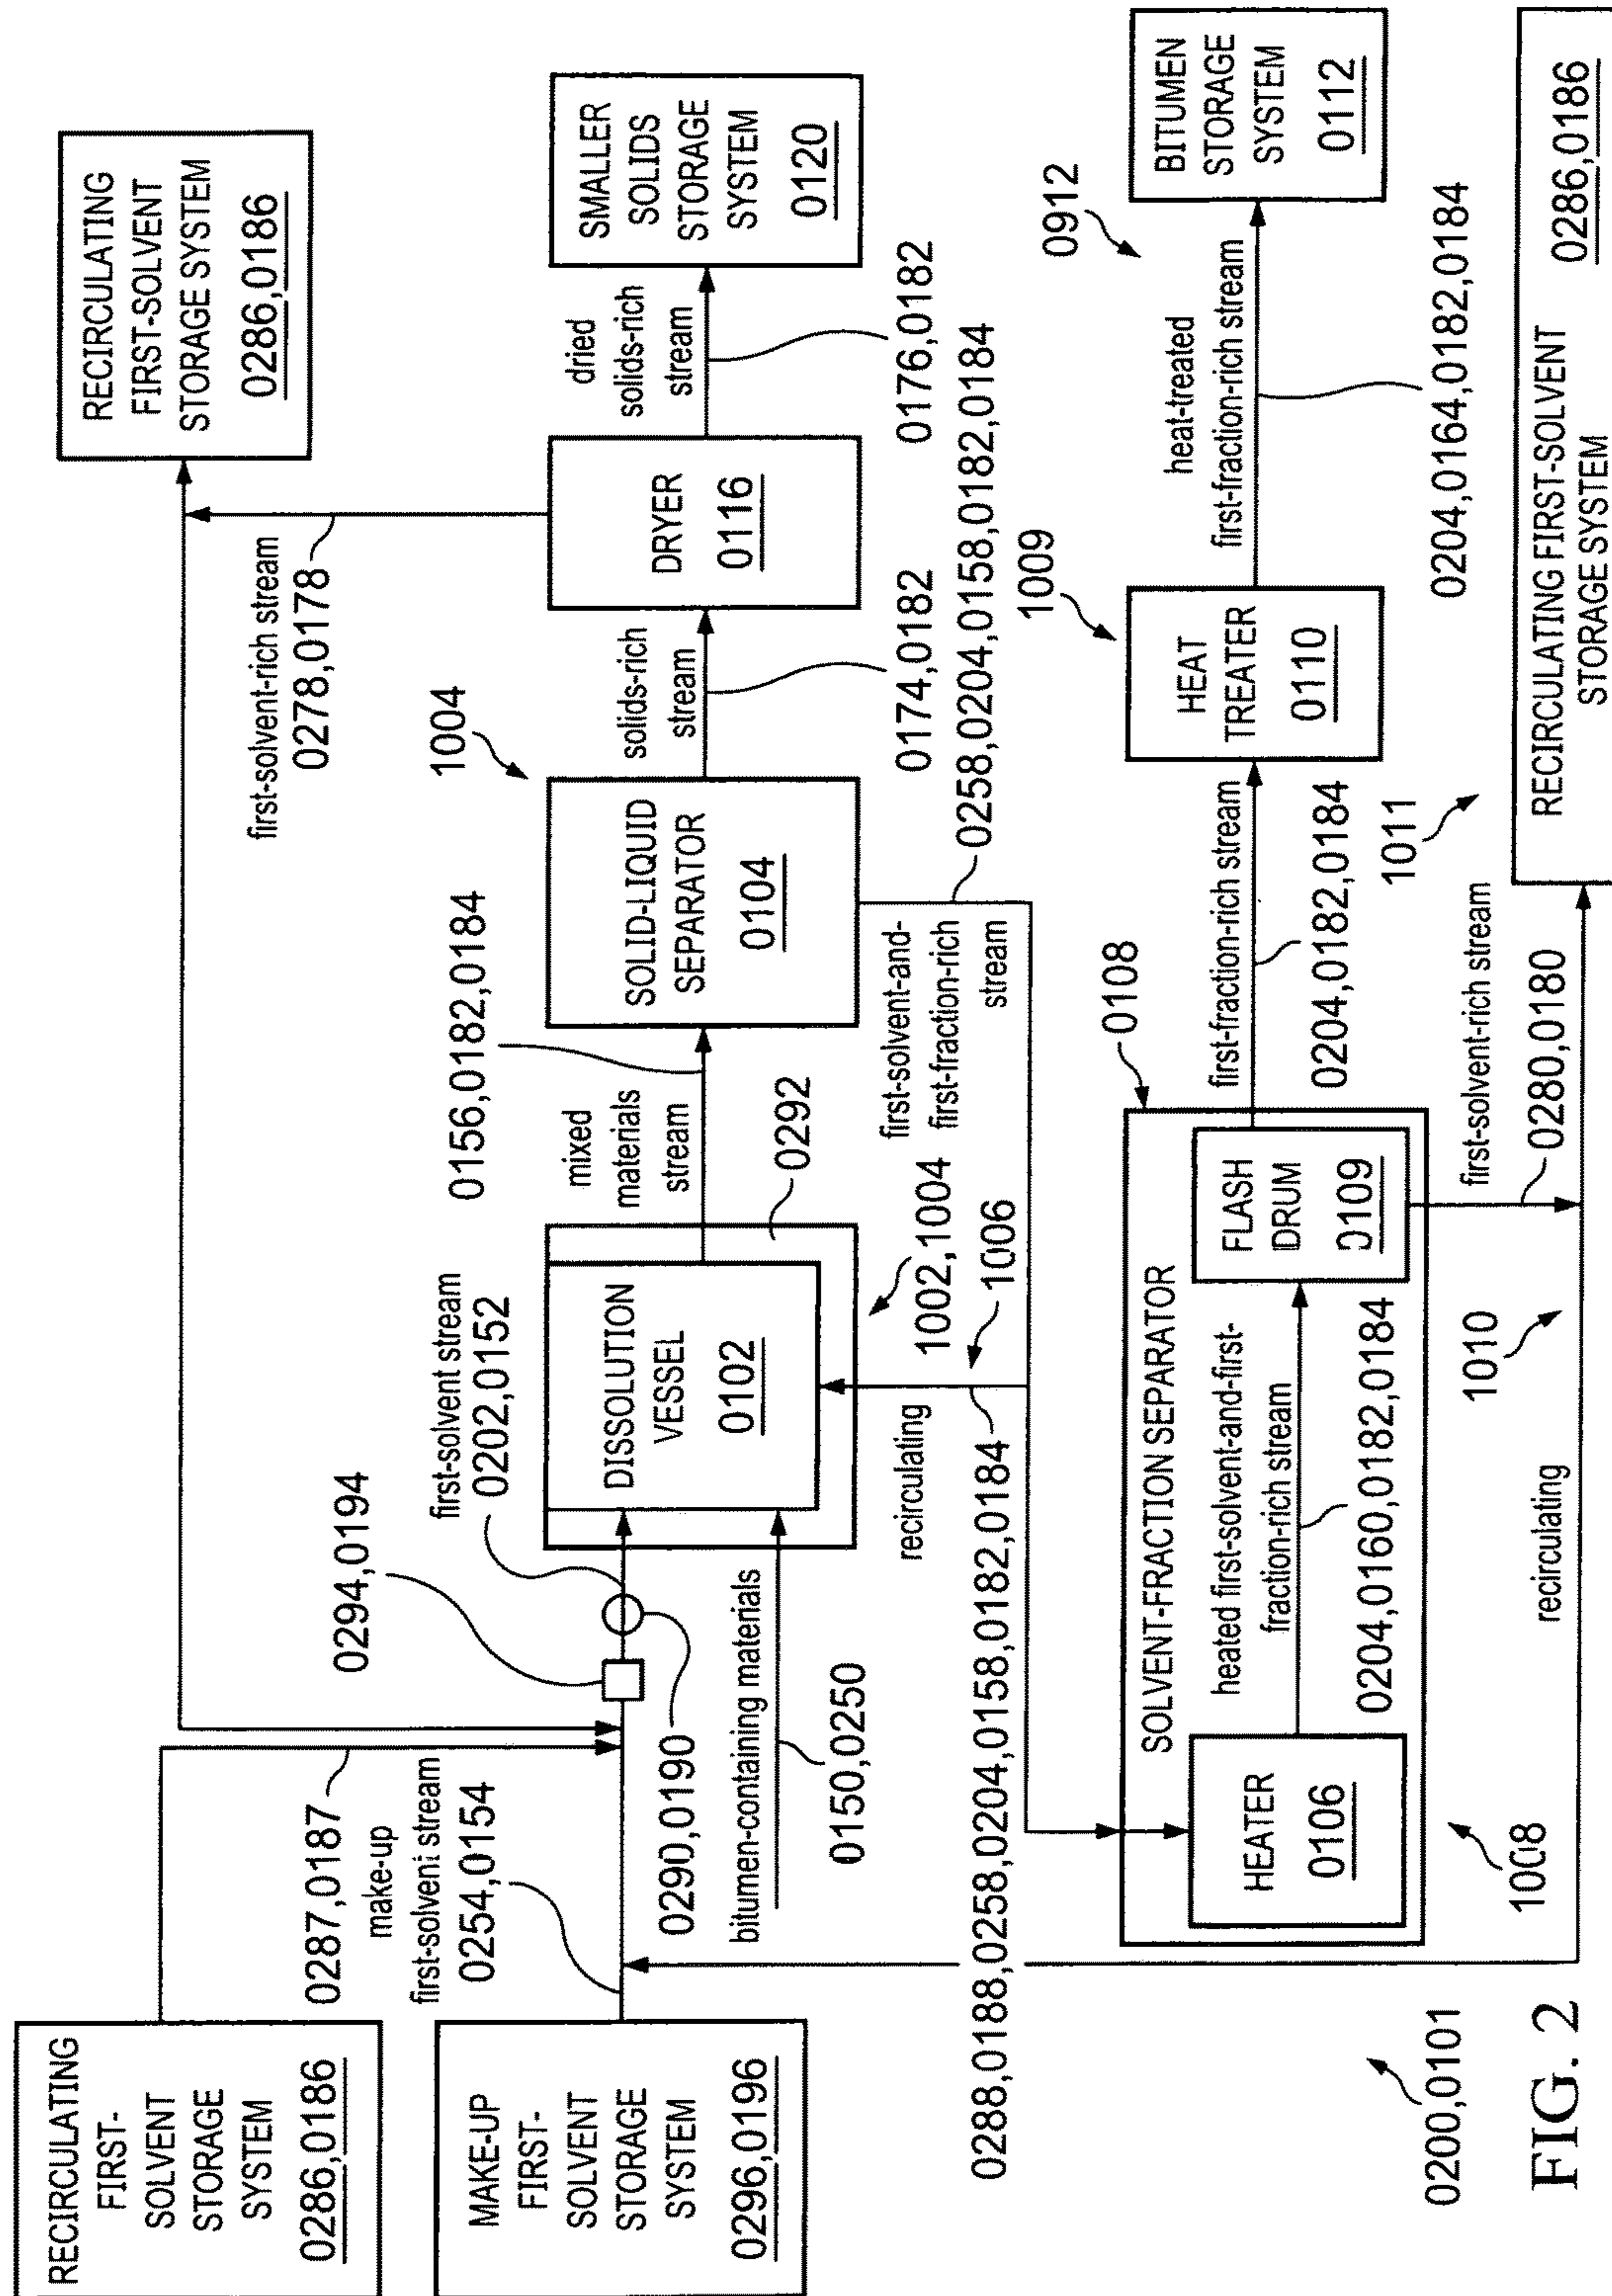 RECIRCULATING
FIRST-
SOLVENT
STORAGE
SYSTEM
0286,0186
MAKE-UP
FIRST-
SOLVENT
STORAGE
SYSTEM
0296,0196
0287,0187
make-up
first-solvent stream
0254,0154
0294,0194
first-solvent stream
0202,0152
0290,0190
bitumen-containing materials
0150,0250
DISSOLUTION
VESSEL
0102
0292
1002,1004
mixed
materials
stream
0156,0182,0184
SOLID-LIQUID
SEPARATOR
0104
1004
solids-rich
stream
0174,0182
DRYER
0116
first-solvent-rich stream
0278,0178
RECIRCULATING
FIRST-SOLVENT
STORAGE SYSTEM
0286,0186
dried
solids-rich
stream
0176,0182
SMALLER
SOLIDS
STORAGE
SYSTEM
0120
first-solvent-and-
first-fraction-rich
stream
0258,0204,0158,0182,0184
recirculating
1006
0288,0188,0258,0204,0158,0182,0184
SOLVENT-FRACTION SEPARATOR
0108
HEATER
0106
1008
heated first-solvent-and-first-
fraction-rich stream
0204,0160,0182,0184
FLASH
DRUM
0109
first-fraction-rich stream
0204,0182,0184
HEAT
TREATER
0110
1009
heat-treated
first-fraction-rich stream
0204,0164,0182,0184
0912
BITUMEN
STORAGE
SYSTEM
0112
first-solvent-rich stream
0280,0180
recirculating
1010
1011
RECIRCULATING FIRST-SOLVENT
STORAGE SYSTEM
0286,0186
0200,0101
FIG. 2